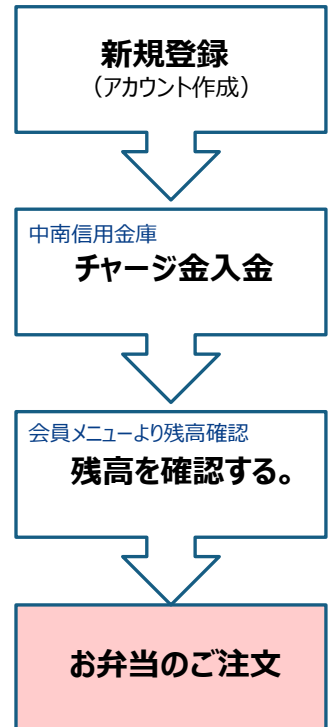 新規登録
（アカウント作成）
中南信用金庫
チャージ金入金
会員メニューより残高確認
残高を確認する。
お弁当のご注文